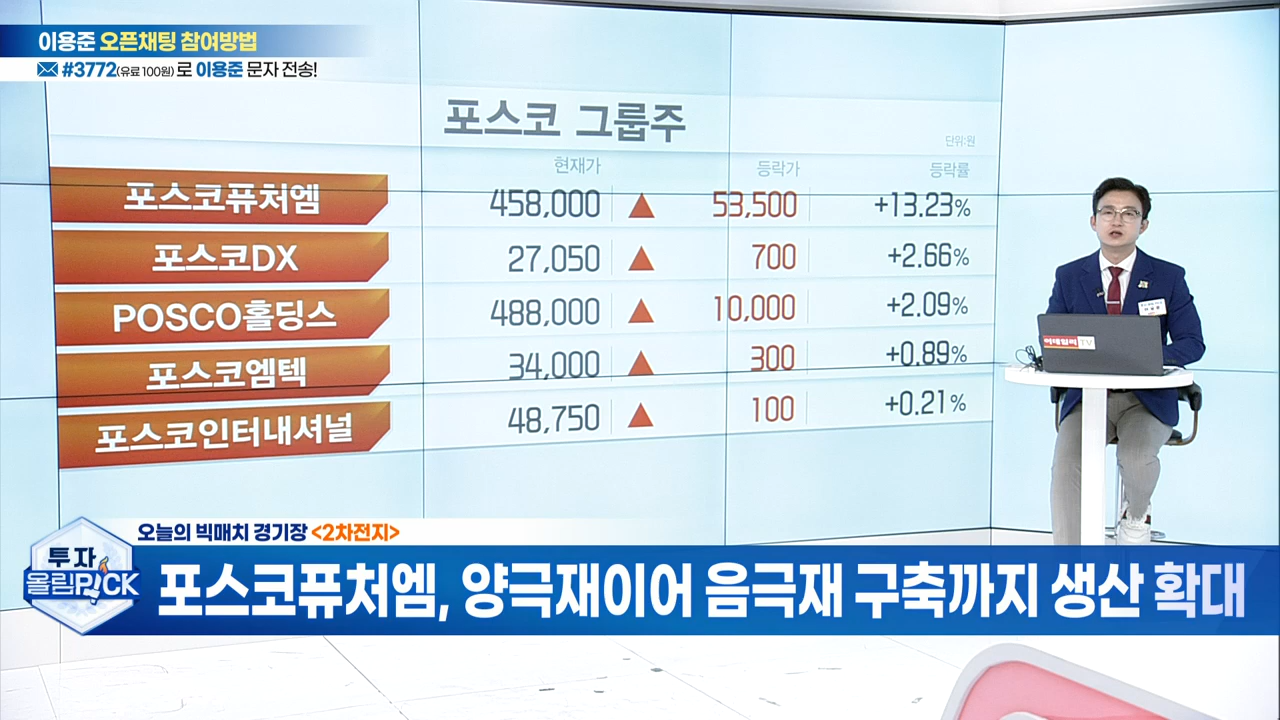 이용준 오픈채팅 참여방법
#3772(유료 100원)로 이용준 문자 전송!
포스코 그룹주
단위:원
현재가 등락가 등락률
포스코퓨처엠 458,000 ▲ 53,500 +13.23%
포스코DX 27,050 ▲ 700 +2.66%
POSCO홀딩스 488,000 ▲ 10,000 +2.09%
포스코엠텍 34,000 ▲ 300 +0.89%
포스코인터내셔널 48,750 ▲ 100 +0.21%
이데일리TV
오늘의 빅매치 경기장 <2차전지>
투자
올림P!CK
포스코퓨처엠, 양극재이어 음극재 구축까지 생산 확대